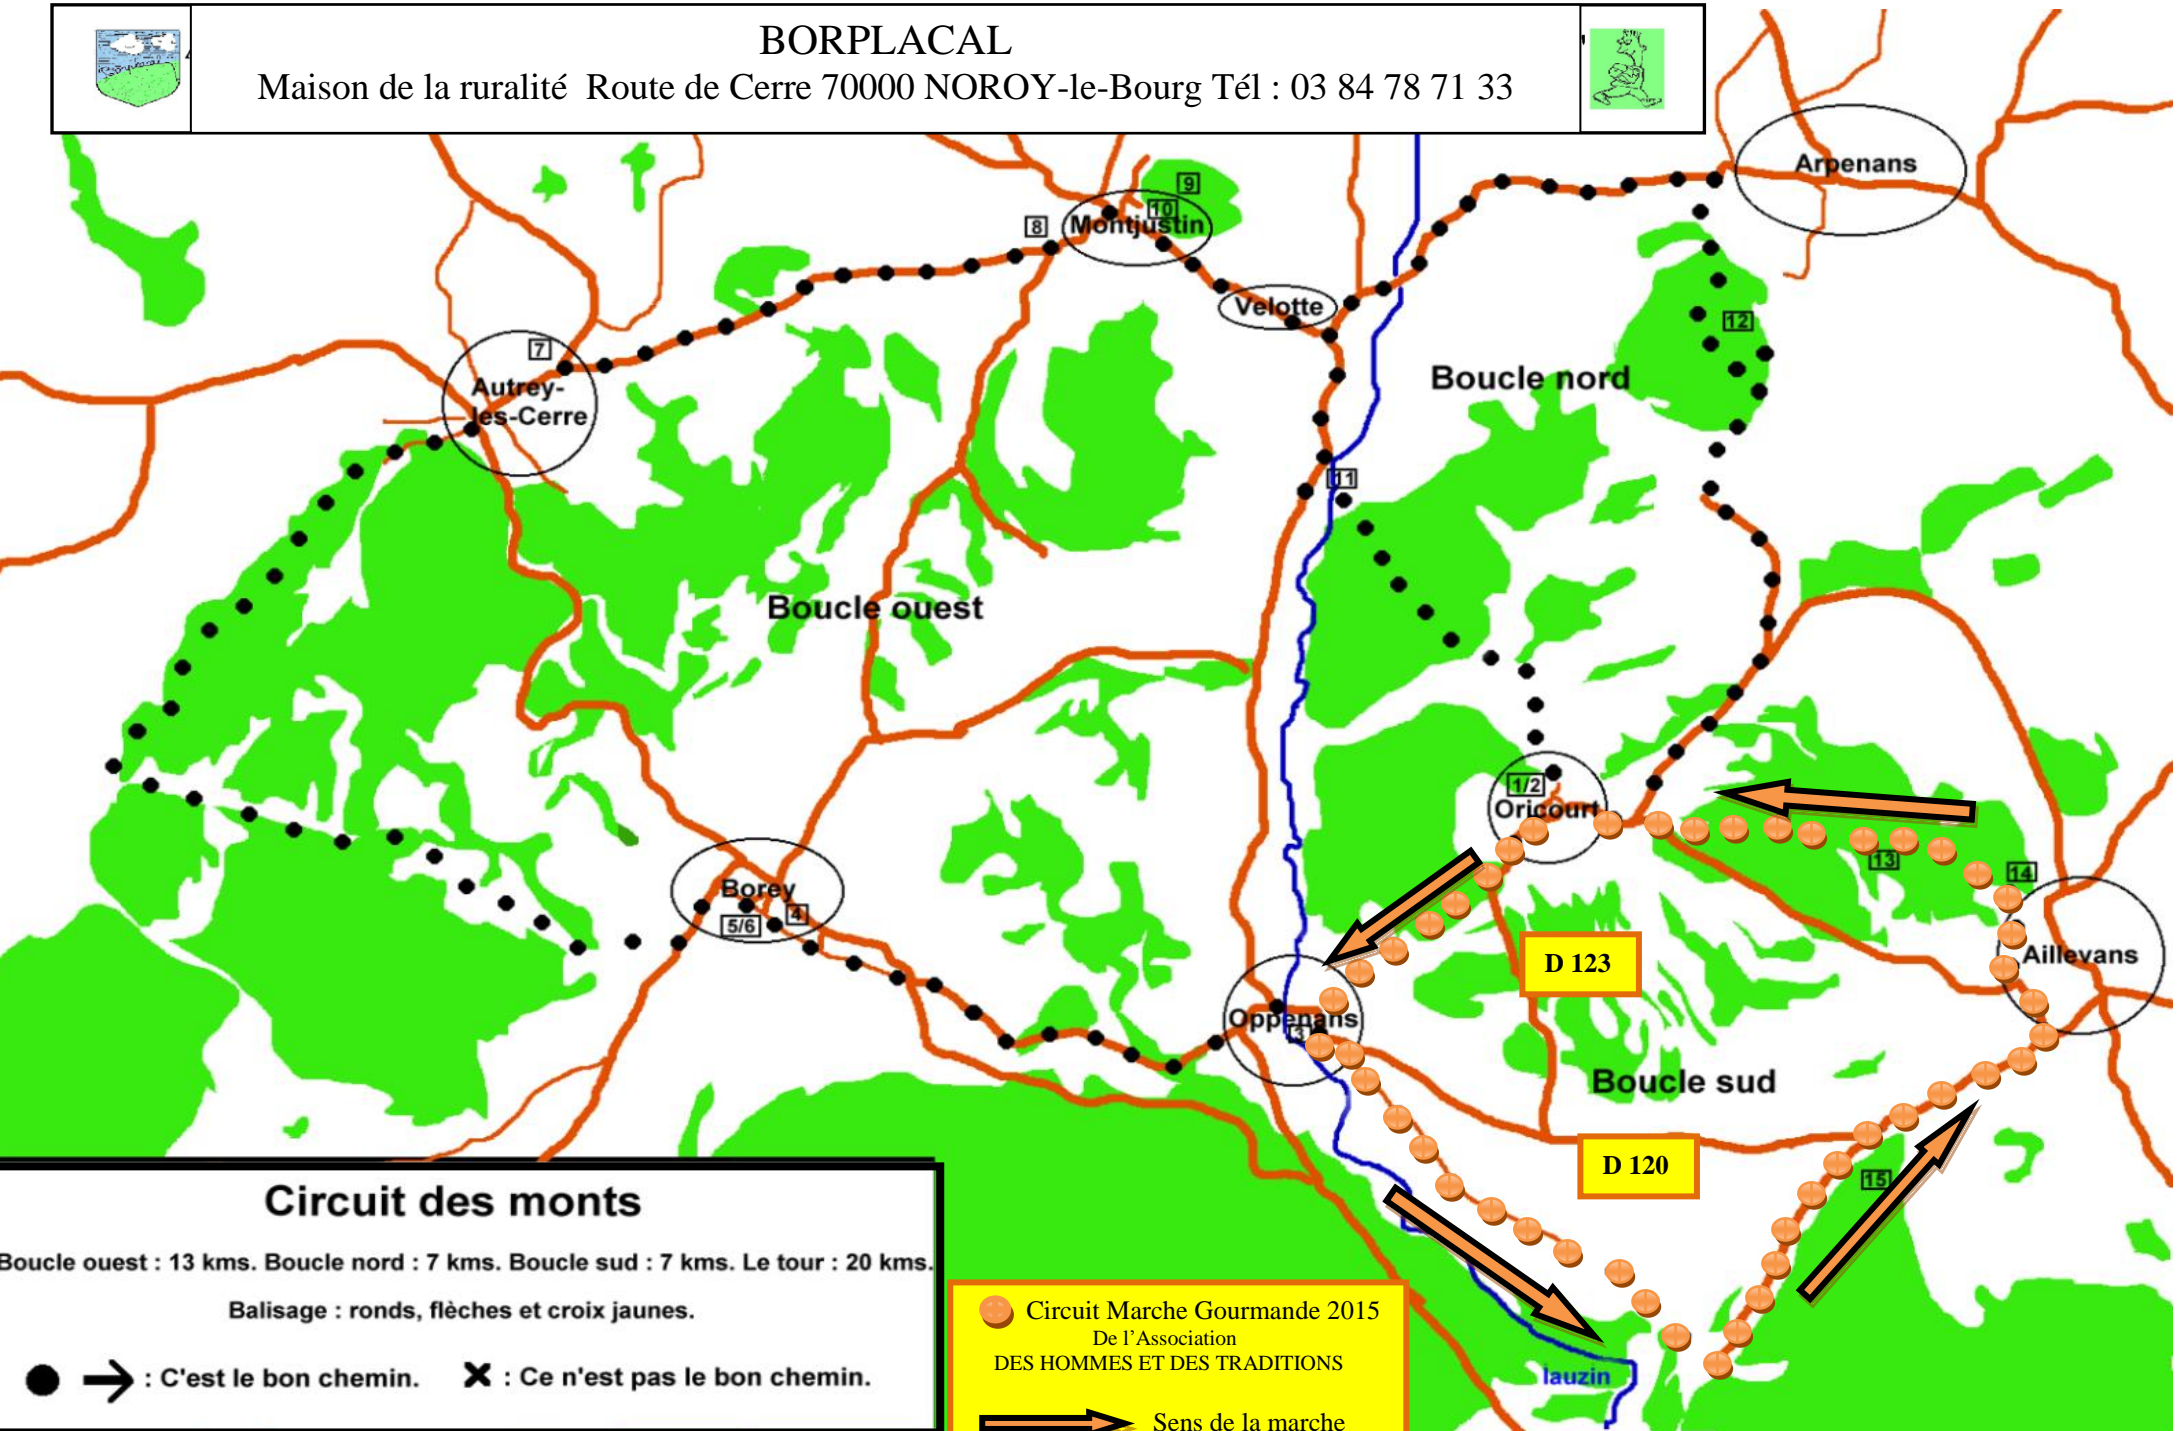 BORPLACAL
Maison de la ruralité Route de Cerre 70000 NOROY-le-Bourg Tél : 03 84 78 71 33
Arpenans
9
10
8
Montjustin
Velotte
12
7
Autrey-
les-Cerre
Boucle nord
11
Boucle ouest
1/2
Oricourt
13
14
Borey
4
5/6
D 123
Aillevans
Oppenans
3
Boucle sud
D 120
15
Circuit des monts
Boucle ouest : 13 kms. Boucle nord : 7 kms. Boucle sud : 7 kms. Le tour : 20 kms.
Balisage : ronds, flèches et croix jaunes.
: C'est le bon chemin. : Ce n'est pas le bon chemin.
Circuit Marche Gourmande 2015
De l'Association
DES HOMMES ET DES TRADITIONS
Sens de la marche
lauzin